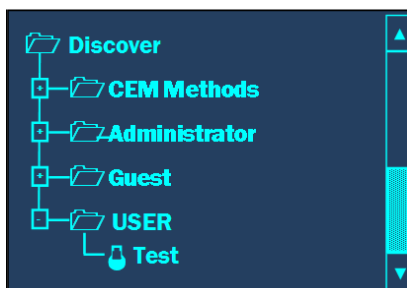 Discover
CEM Methods
Administrator
Guest
USER
Test